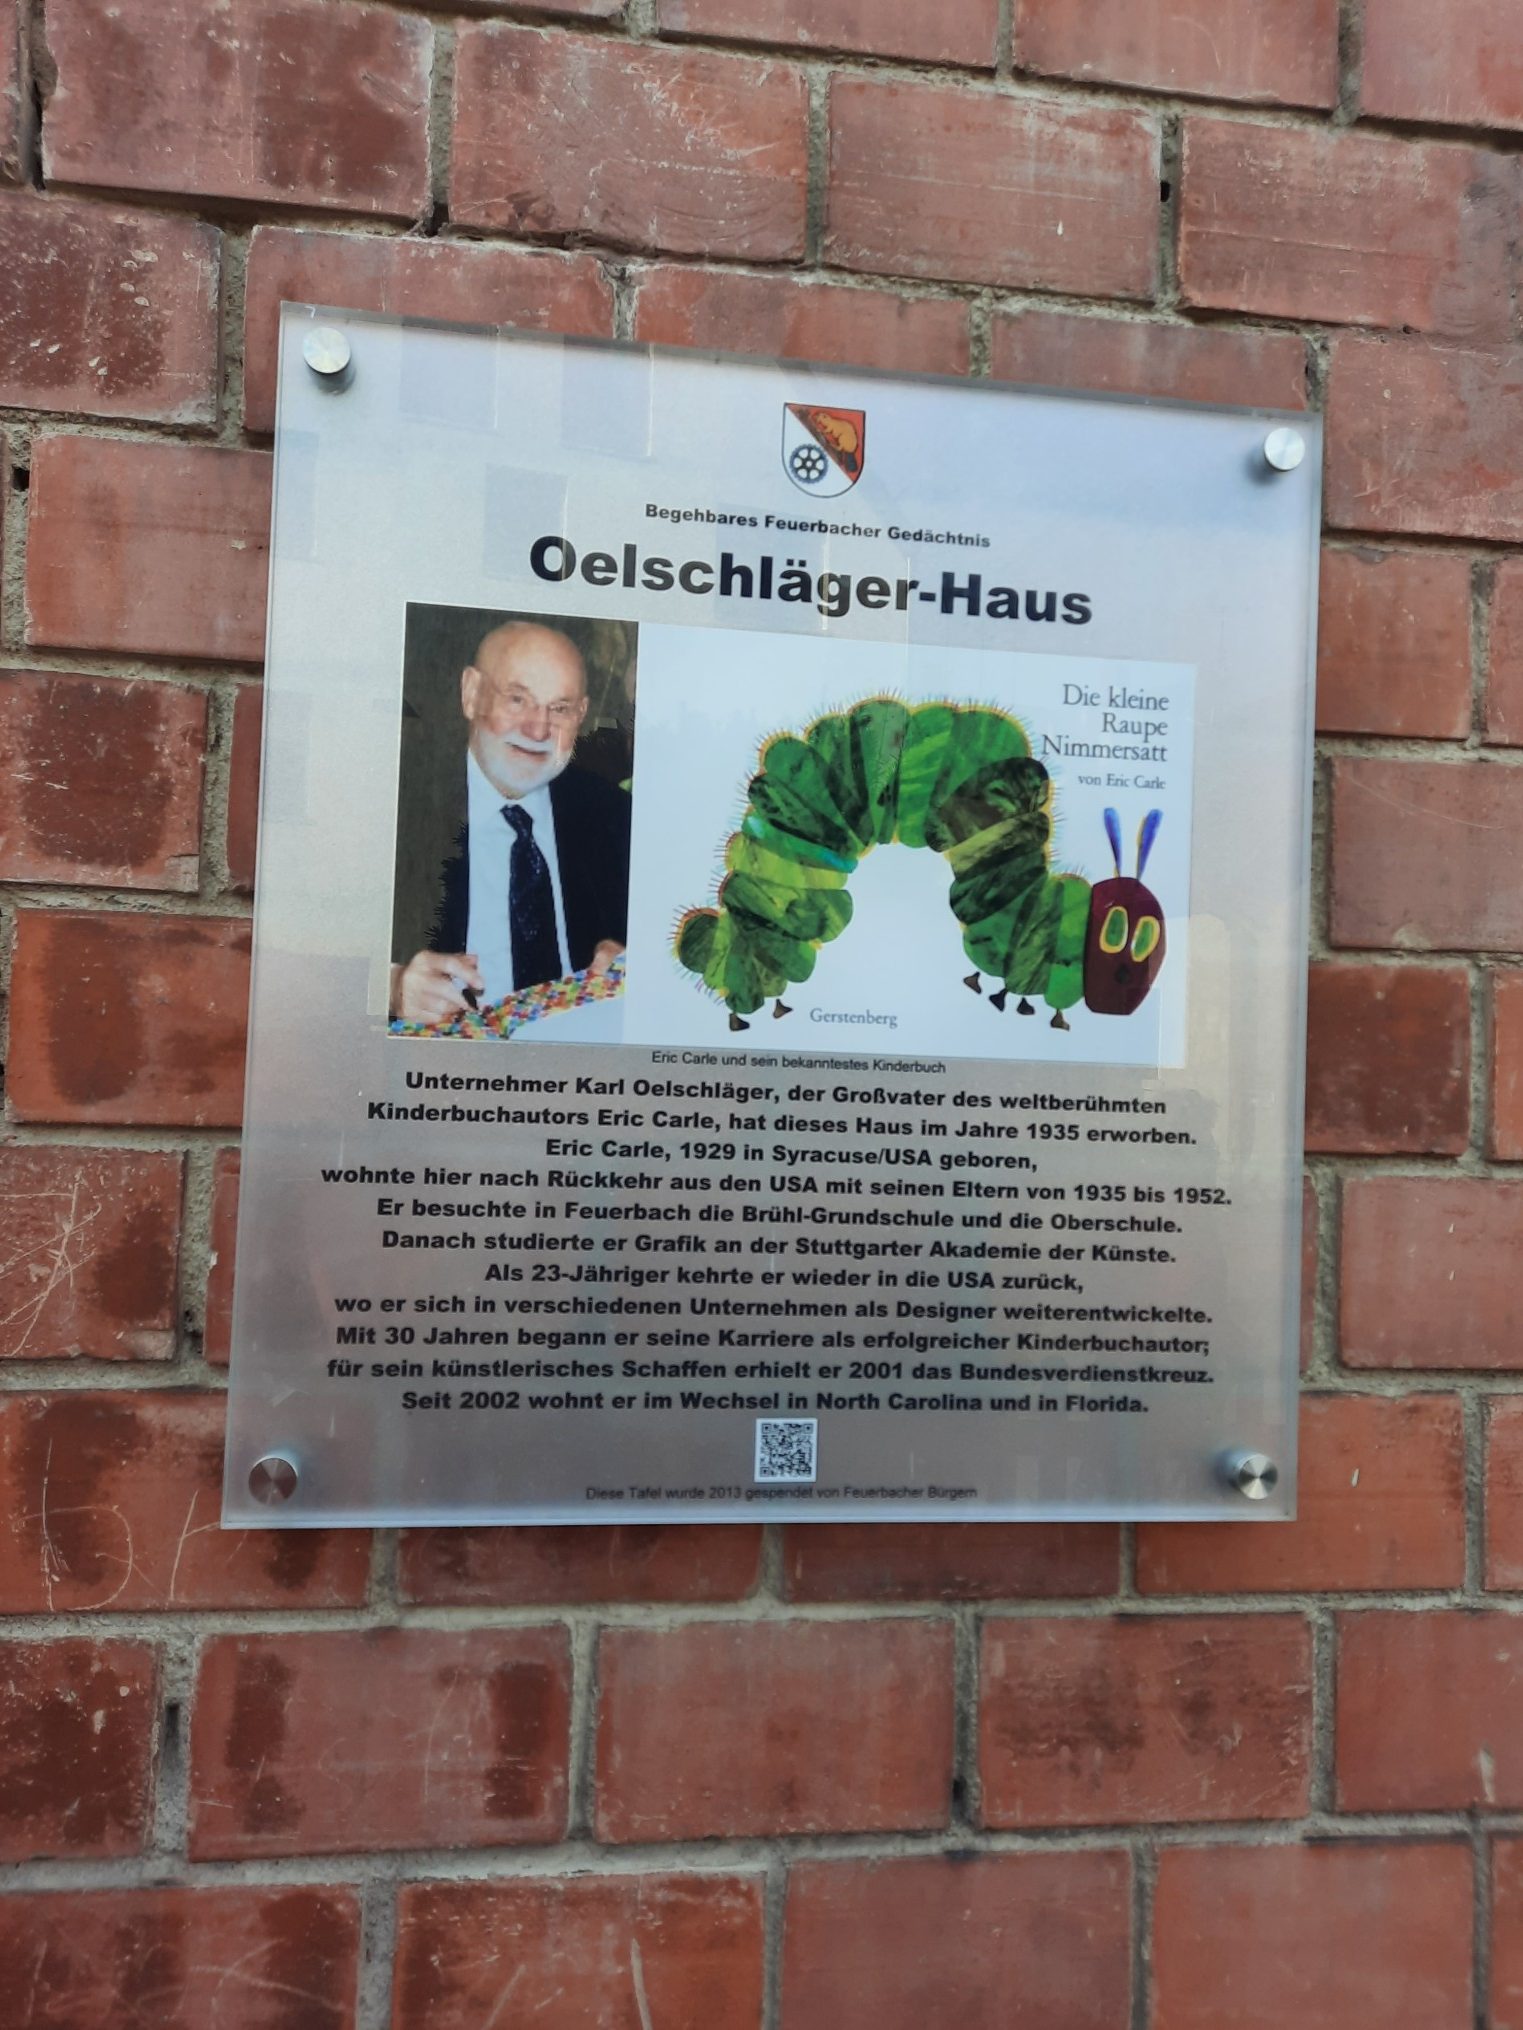 Begehbares Feuerbacher Gedächtnis
Oelschläger-Haus
Die kleine
Raupe
Nimmersatt
von Eric Carle
Gerstenberg
Eric Carle und sein bekanntestes Kinderbuch
Unternehmer Karl Oelschläger, der Großvater des weltberühmten
Kinderbuchautors Eric Carle, hat dieses Haus im Jahre 1935 erworben.
Eric Carle, 1929 in Syracuse/USA geboren,
wohnte hier nach Rückkehr aus den USA mit seinen Eltern von 1935 bis 1952.
Er besuchte in Feuerbach die Brühl-Grundschule und die Oberschule.
Danach studierte er Grafik an der Stuttgarter Akademie der Künste.
Als 23-Jähriger kehrte er wieder in die USA zurück,
wo er sich in verschiedenen Unternehmen als Designer weiterentwickelte.
Mit 30 Jahren begann er seine Karriere als erfolgreicher Kinderbuchautor;
für sein künstlerisches Schaffen erhielt er 2001 das Bundesverdienstkreuz.
Seit 2002 wohnt er im Wechsel in North Carolina und in Florida.
Diese Tafel wurde 2013 gespendet von Feuerbacher Bürgern